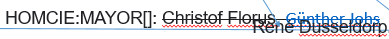 HOMCIE:MAYOR[]: Christof Florus Günther Jobs
René Düsseldorp